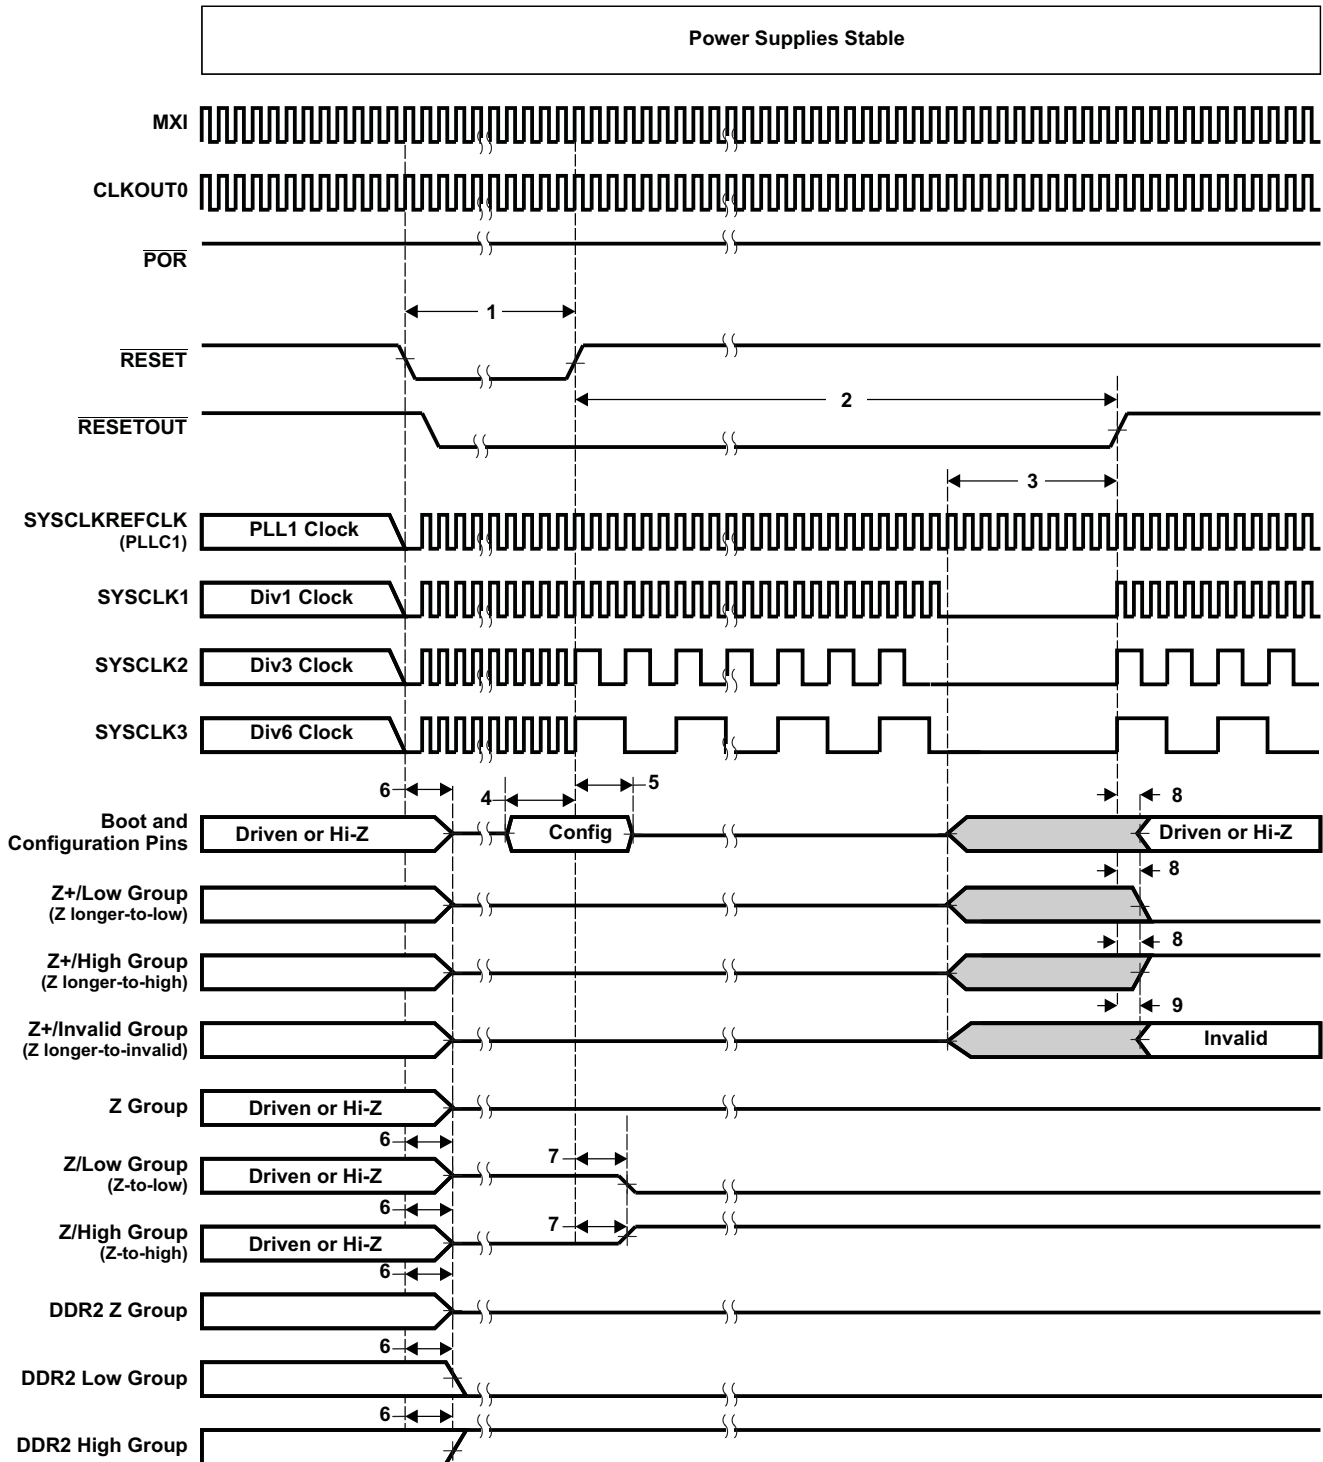 Power Supplies Stable
MXI
CLKOUT0
POR
1
RESET
2
RESETOUT
3
SYSCLKREFCLK
(PLLC1)
PLL1 Clock
SYSCLK1
Div1 Clock
SYSCLK2
Div3 Clock
SYSCLK3
Div6 Clock
6
4
5
8
Boot and
Configuration Pins
Driven or Hi-Z
Config
Driven or Hi-Z
8
Z+/Low Group
(Z longer-to-low)
8
Z+/High Group
(Z longer-to-high)
9
Z+/Invalid Group
(Z longer-to-invalid)
Invalid
Z Group
Driven or Hi-Z
6
7
Z/Low Group
(Z-to-low)
Driven or Hi-Z
6
7
Z/High Group
(Z-to-high)
Driven or Hi-Z
6
DDR2 Z Group
6
DDR2 Low Group
6
DDR2 High Group